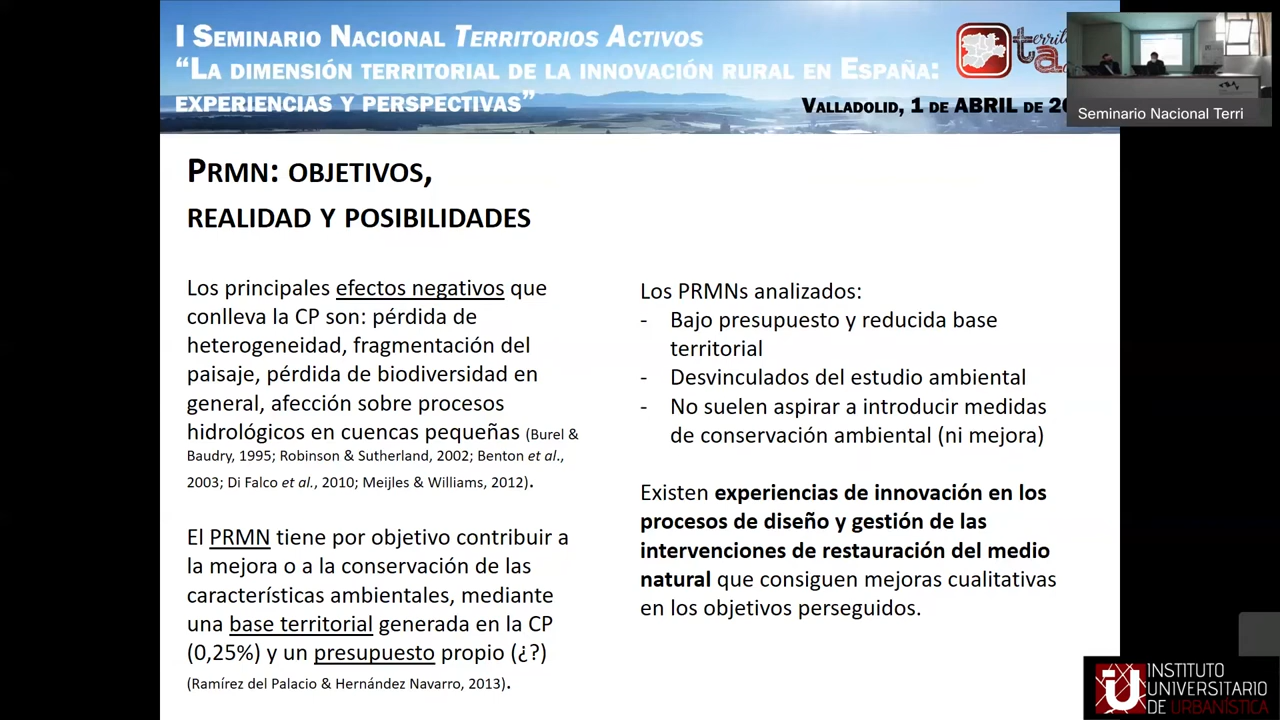 I Seminario Nacional Territorios Activos
“La dimensión territorial de la innovación rural en España:
experiencias y perspectivas”
Valladolid, 1 de ABRIL de
Seminario Nacional Terri
PRMN: OBJETIVOS,
REALIDAD Y POSIBILIDADES
Los principales efectos negativos que
conlleva la CP son: pérdida de
heterogeneidad, fragmentación del
paisaje, pérdida de biodiversidad en
general, afección sobre procesos
hidrológicos en cuencas pequeñas (Burel &
Baudry, 1995; Robinson & Sutherland, 2002; Benton et al.,
2003; Di Falco et al., 2010; Meijles & Williams, 2012).
El PRMN tiene por objetivo contribuir a
la mejora o a la conservación de las
características ambientales, mediante
una base territorial generada en la CP
(0,25%) y un presupuesto propio (¿?)
(Ramírez del Palacio & Hernández Navarro, 2013).
Los PRMNs analizados:
- Bajo presupuesto y reducida base
territorial
- Desvinculados del estudio ambiental
- No suelen aspirar a introducir medidas
de conservación ambiental (ni mejora)
Existen experiencias de innovación en los
procesos de diseño y gestión de las
intervenciones de restauración del medio
natural que consiguen mejoras cualitativas
en los objetivos perseguidos.
INSTITUTO
UNIVERSITARIO
DE URBANÍSTICA